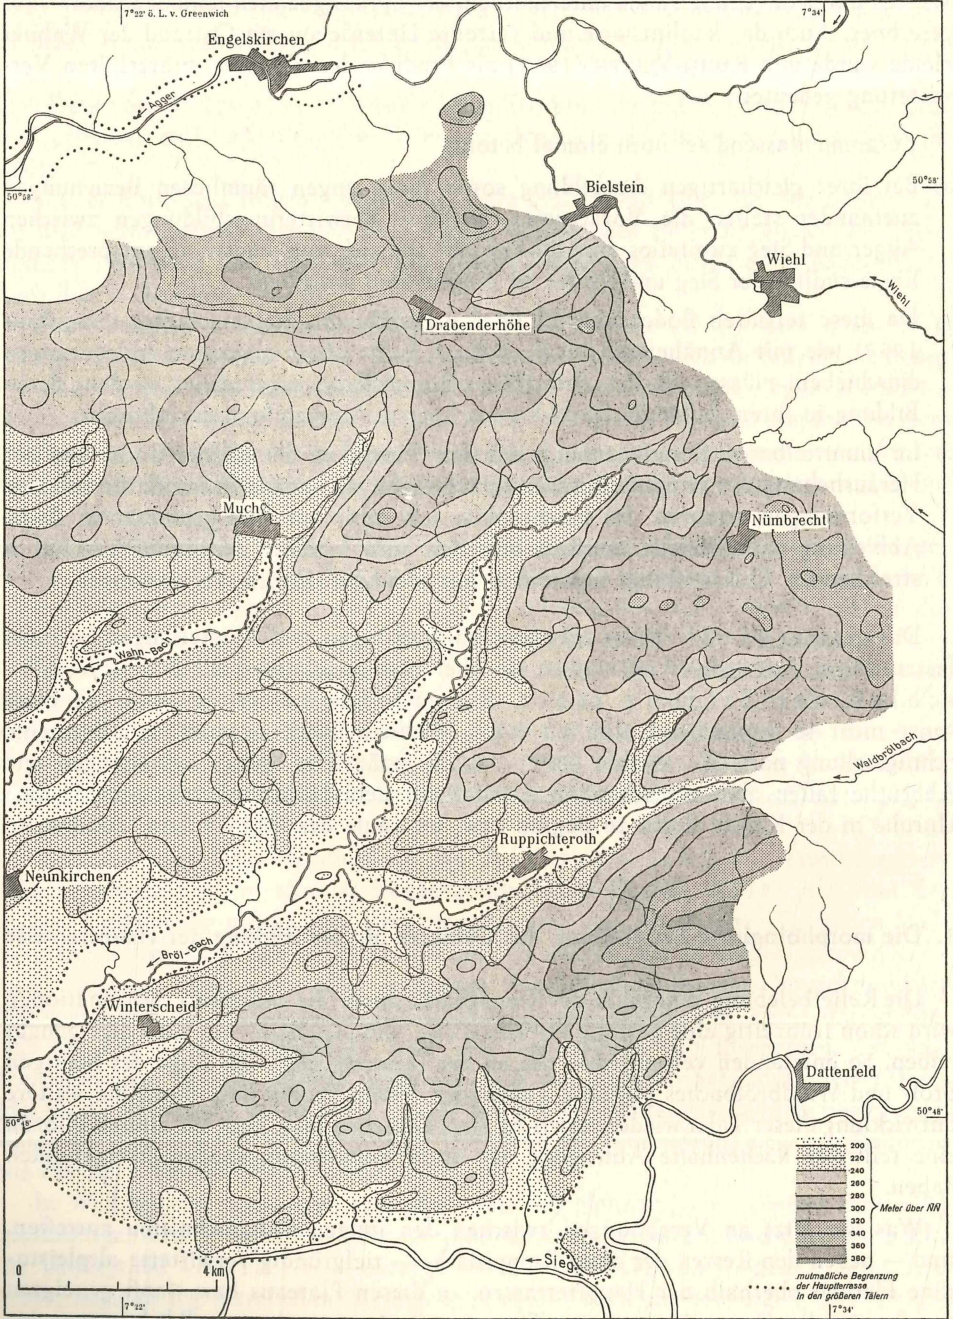 7°22' ö. L. v. Greenwich
7°34'
Engelskirchen
Agger
50°58'
50°58'
Bielstein
Wiehl
Wiehl
Drabenderhöhe
Much
Nümbrecht
Wahn-Bach
Waldbrölbach
Ruppichteroth
Neunkirchen
Bröl-Bach
Winterscheid
Dattenfeld
50°48'
50°48'
200
220
240
260
280
300
320
340
360
380
Meter über NN
Sieg
0
4 km
mutmaßliche Begrenzung
der Hauptterrasse
in den größeren Tälern
7°22'
7°34'